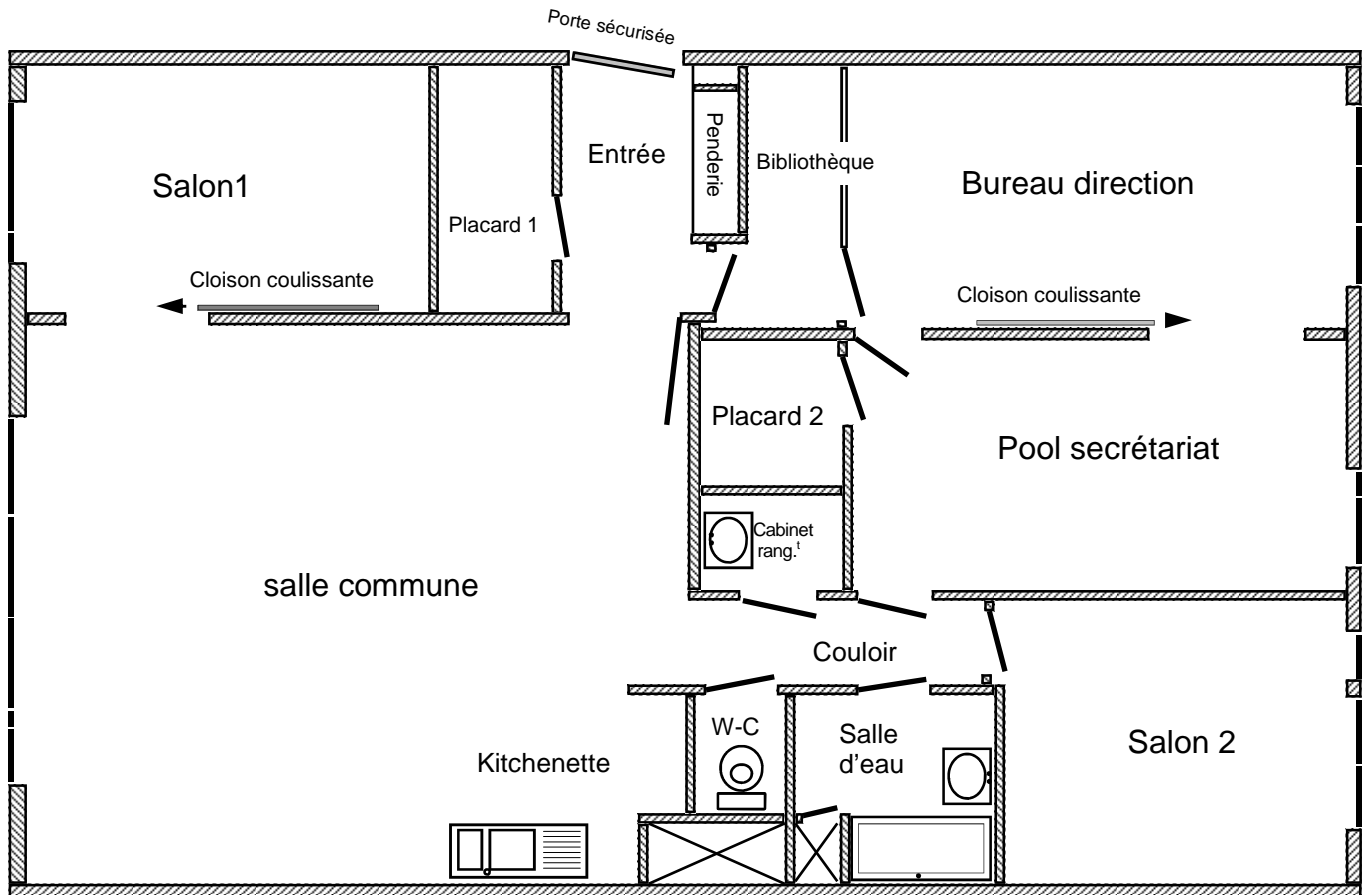 Porte sécurisée
Entrée
Penderie
Bibliothèque
Bureau direction
Salon1
Placard 1
Cloison coulissante
Cloison coulissante
Placard 2
Pool secrétariat
Cabinet
rang.t
salle commune
Couloir
W-C
Salle
d’eau
Salon 2
Kitchenette